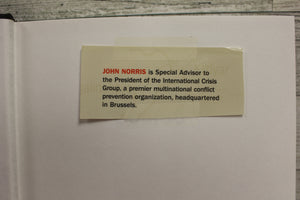 JOHN NORRIS is Special Advisor to
the President of the International Crisis
Group, a premier multinational conflict
prevention organization, headquartered
in Brussels.